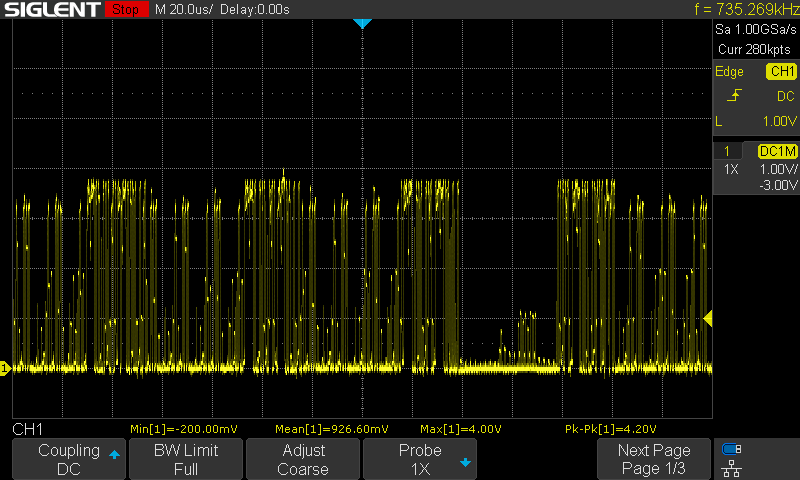 SIGLENT Stop M 20.0us/ Delay:0.00s f = 735.269kHz
Sa 1.00GSa/s
Curr 280kpts
Edge CH1
DC
L 1.00V
1 DC1M
1X 1.00V/
-3.00V
1
CH1 Min[1]=-200.00mV Mean[1]=926.60mV Max[1]=4.00V Pk-Pk[1]=4.20V
Coupling BW Limit Adjust Probe Next Page
DC Full Coarse 1X Page 1/3